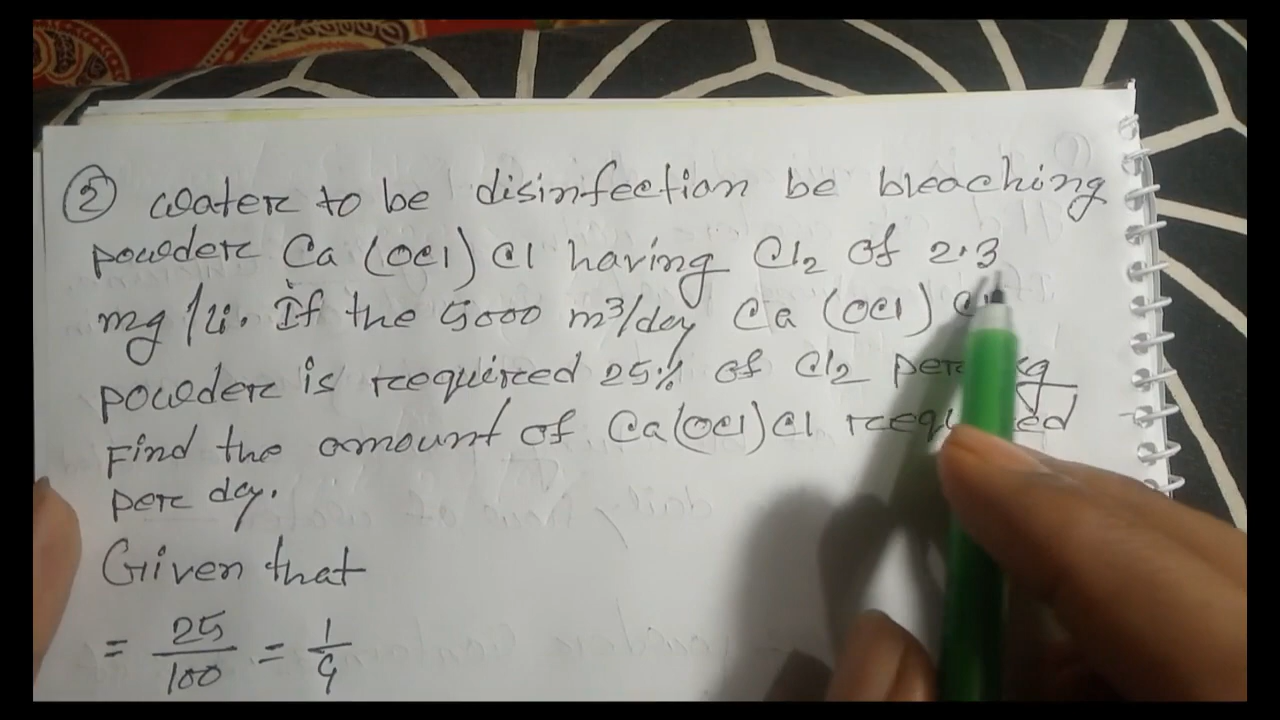 ② water to be disinfection be bleaching
powder Ca (OCl) Cl having Cl2 of 2.3
mg/li. If the 5000 m³/day Ca (OCl)
powder is required 25% of Cl2 per kg
Find the amount of Ca(OCl)Cl required
per day.
Given that
= 25/100 = 1/4